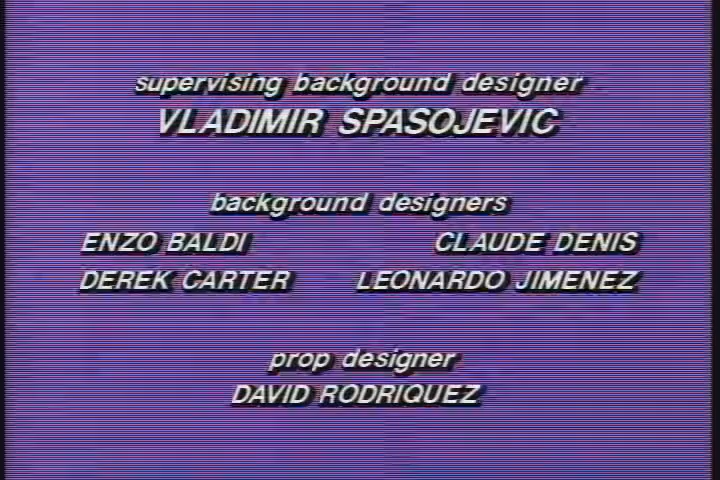 supervising background designer
VLADIMIR SPASOJEVIC
background designers
ENZO BALDI CLAUDE DENIS
DEREK CARTER LEONARDO JIMENEZ
prop designer
DAVID RODRIQUEZ